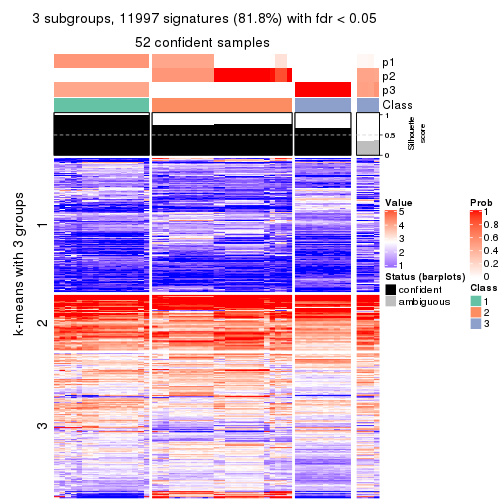 3 subgroups, 11997 signatures (81.8%) with fdr < 0.05
52 confident samples
p1
p2
p3
Class
1
0.5
0
Silhouette
score
k-means with 3 groups
1
2
3
Value
5
4
3
2
1
Status (barplots)
confident
ambiguous
Prob
1
0.8
0.6
0.4
0.2
0
Class
1
2
3